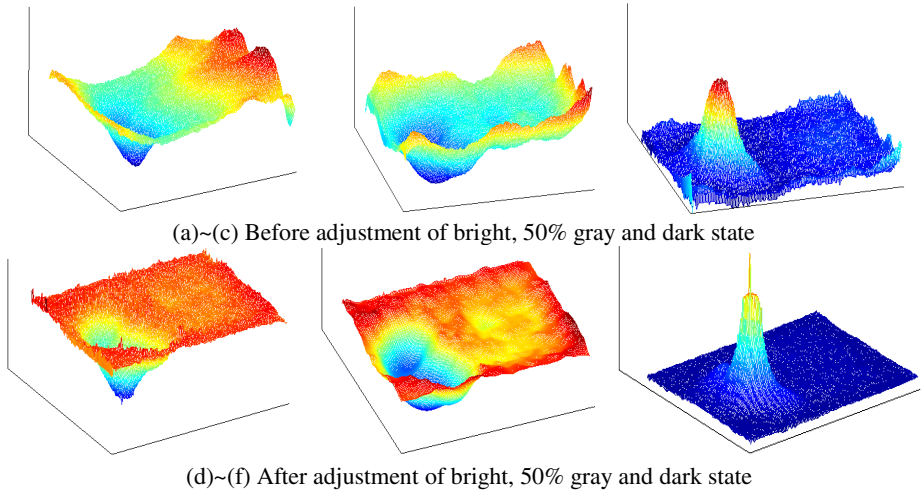 (a)~(c) Before adjustment of bright, 50% gray and dark state
(d)~(f) After adjustment of bright, 50% gray and dark state